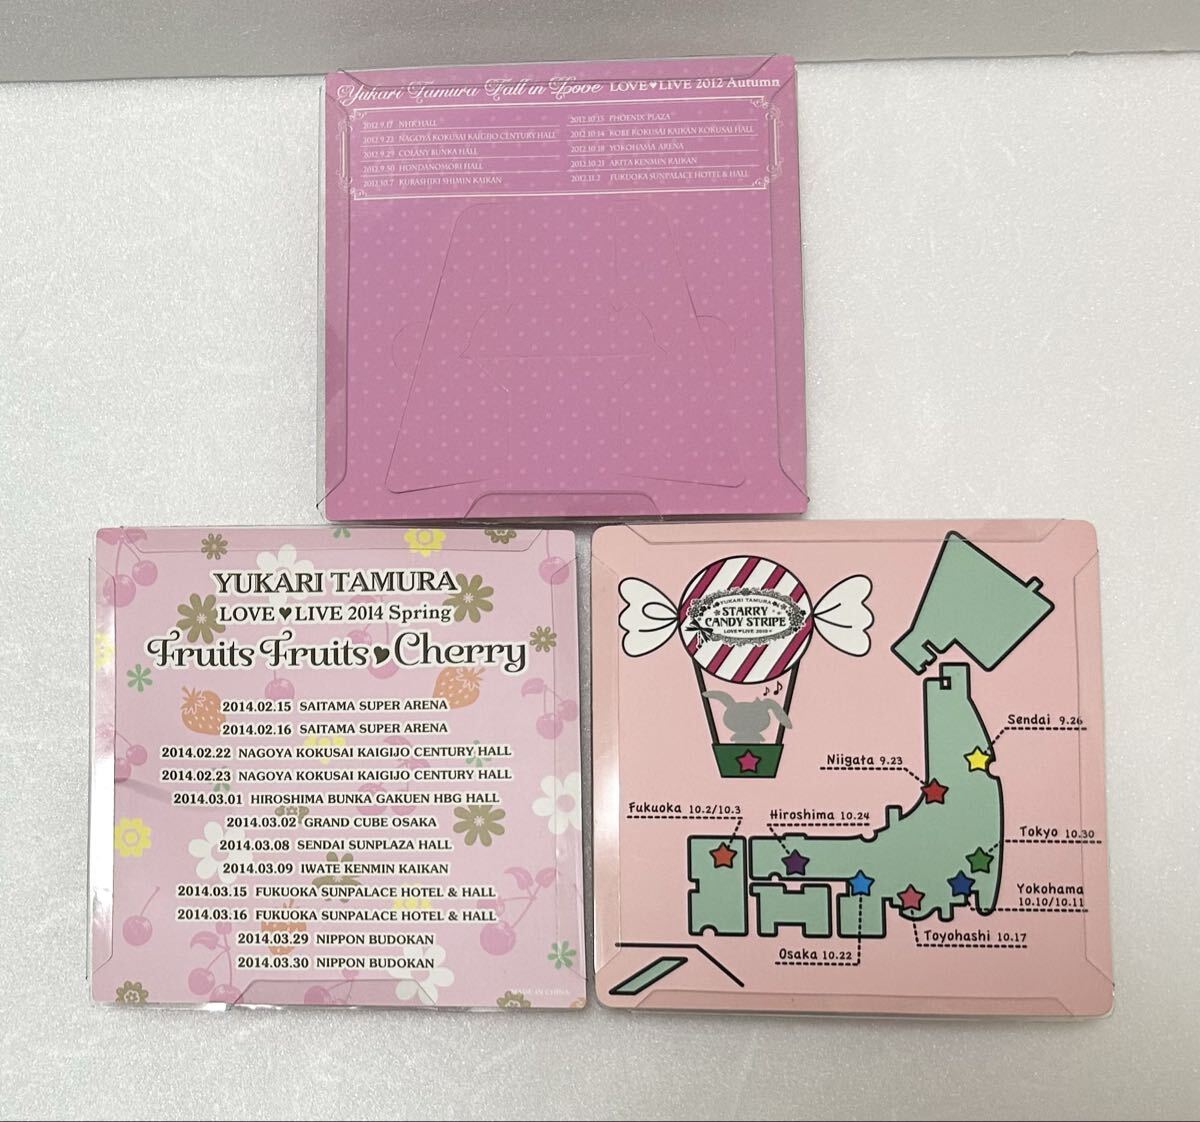 Yukari Tamura Fall in Love LOVE♥LIVE 2012 Autumn
2012.9.17 NHK HALL
2012.9.22 NAGOYA KOKUSAI KAIGIJO CENTURY HALL
2012.9.29 COLANY BUNKA HALL
2012.9.30 HONDANOMORI HALL
2012.10.7 KURASHIKI SHIMIN KAIKAN
2012.10.13 PHOENIX PLAZA
2012.10.14 KOBE KOKUSAI KAIKAN KOKUSAI HALL
2012.10.18 YOKOHAMA ARENA
2012.10.21 AKITA KENMIN KAIKAN
2012.11.2 FUKUOKA SUNPALACE HOTEL & HALL
YUKARI TAMURA
LOVE♥LIVE 2014 Spring
Fruits Fruits♥Cherry
2014.02.15 SAITAMA SUPER ARENA
2014.02.16 SAITAMA SUPER ARENA
2014.02.22 NAGOYA KOKUSAI KAIGIJO CENTURY HALL
2014.02.23 NAGOYA KOKUSAI KAIGIJO CENTURY HALL
2014.03.01 HIROSHIMA BUNKA GAKUEN HBG HALL
2014.03.02 GRAND CUBE OSAKA
2014.03.08 SENDAI SUNPLAZA HALL
2014.03.09 IWATE KENMIN KAIKAN
2014.03.15 FUKUOKA SUNPALACE HOTEL & HALL
2014.03.16 FUKUOKA SUNPALACE HOTEL & HALL
2014.03.29 NIPPON BUDOKAN
2014.03.30 NIPPON BUDOKAN
MADE IN CHINA
YUKARI TAMURA
STARRY
CANDY STRIPE
LOVE♥LIVE 2010
Sendai 9.26
Niigata 9.23
Fukuoka 10.2/10.3
Hiroshima 10.24
Tokyo 10.30
Yokohama
10.10/10.11
Toyohashi 10.17
Osaka 10.22